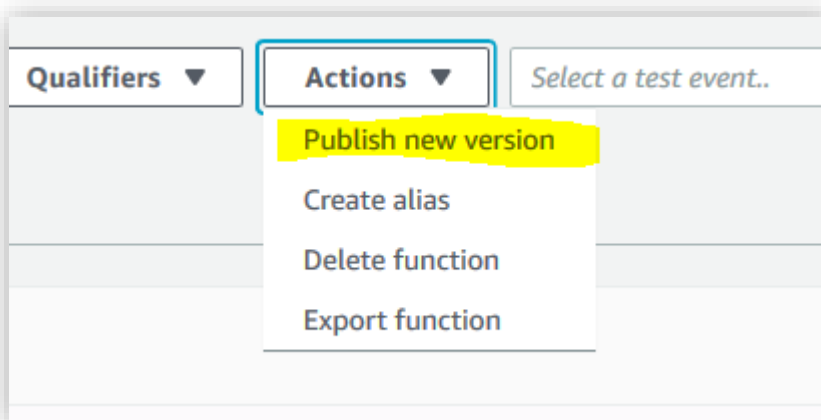 Qualifiers ▼ Actions ▼ Select a test event..
Publish new version
Create alias
Delete function
Export function